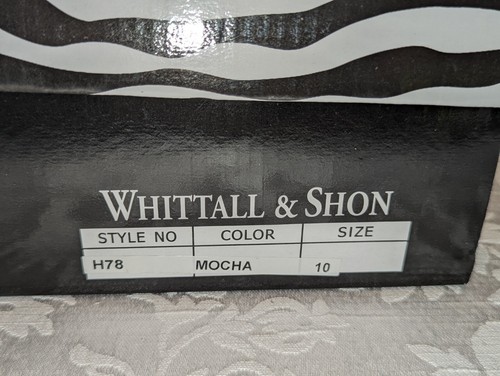 WHITTALL & SHON
STYLE NO COLOR SIZE
H78 MOCHA 10